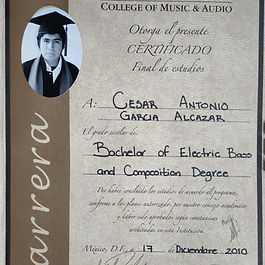 COLLEGE OF MUSIC & AUDIO
Otorga el presente
CERTIFICADO
Final de estudios
A: CESAR ANTONIO
GARCIA ALCAZAR
El grado escolar de:
Bachelor of Electric Bass
and Composition Degree
Por haber concluido los estudios de acuerdo al programa,
conforme a los planes autorizados por nuestro consejo académico
y haber sido aprobados según constancias
archivadas en esta Institución.
México, D.F. a 17 de Diciembre 2010
arrera